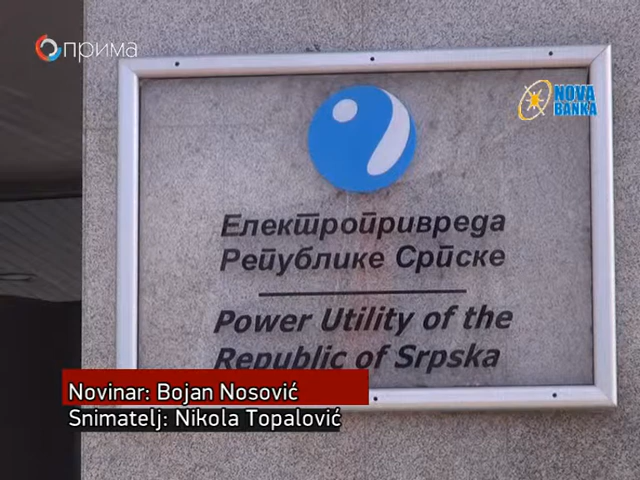 прима
NOVA
BANKA
Електропривреда
Републике Српске
Power Utility of the
Republic of Srpska
Novinar: Bojan Nosović
Snimatelj: Nikola Topalović